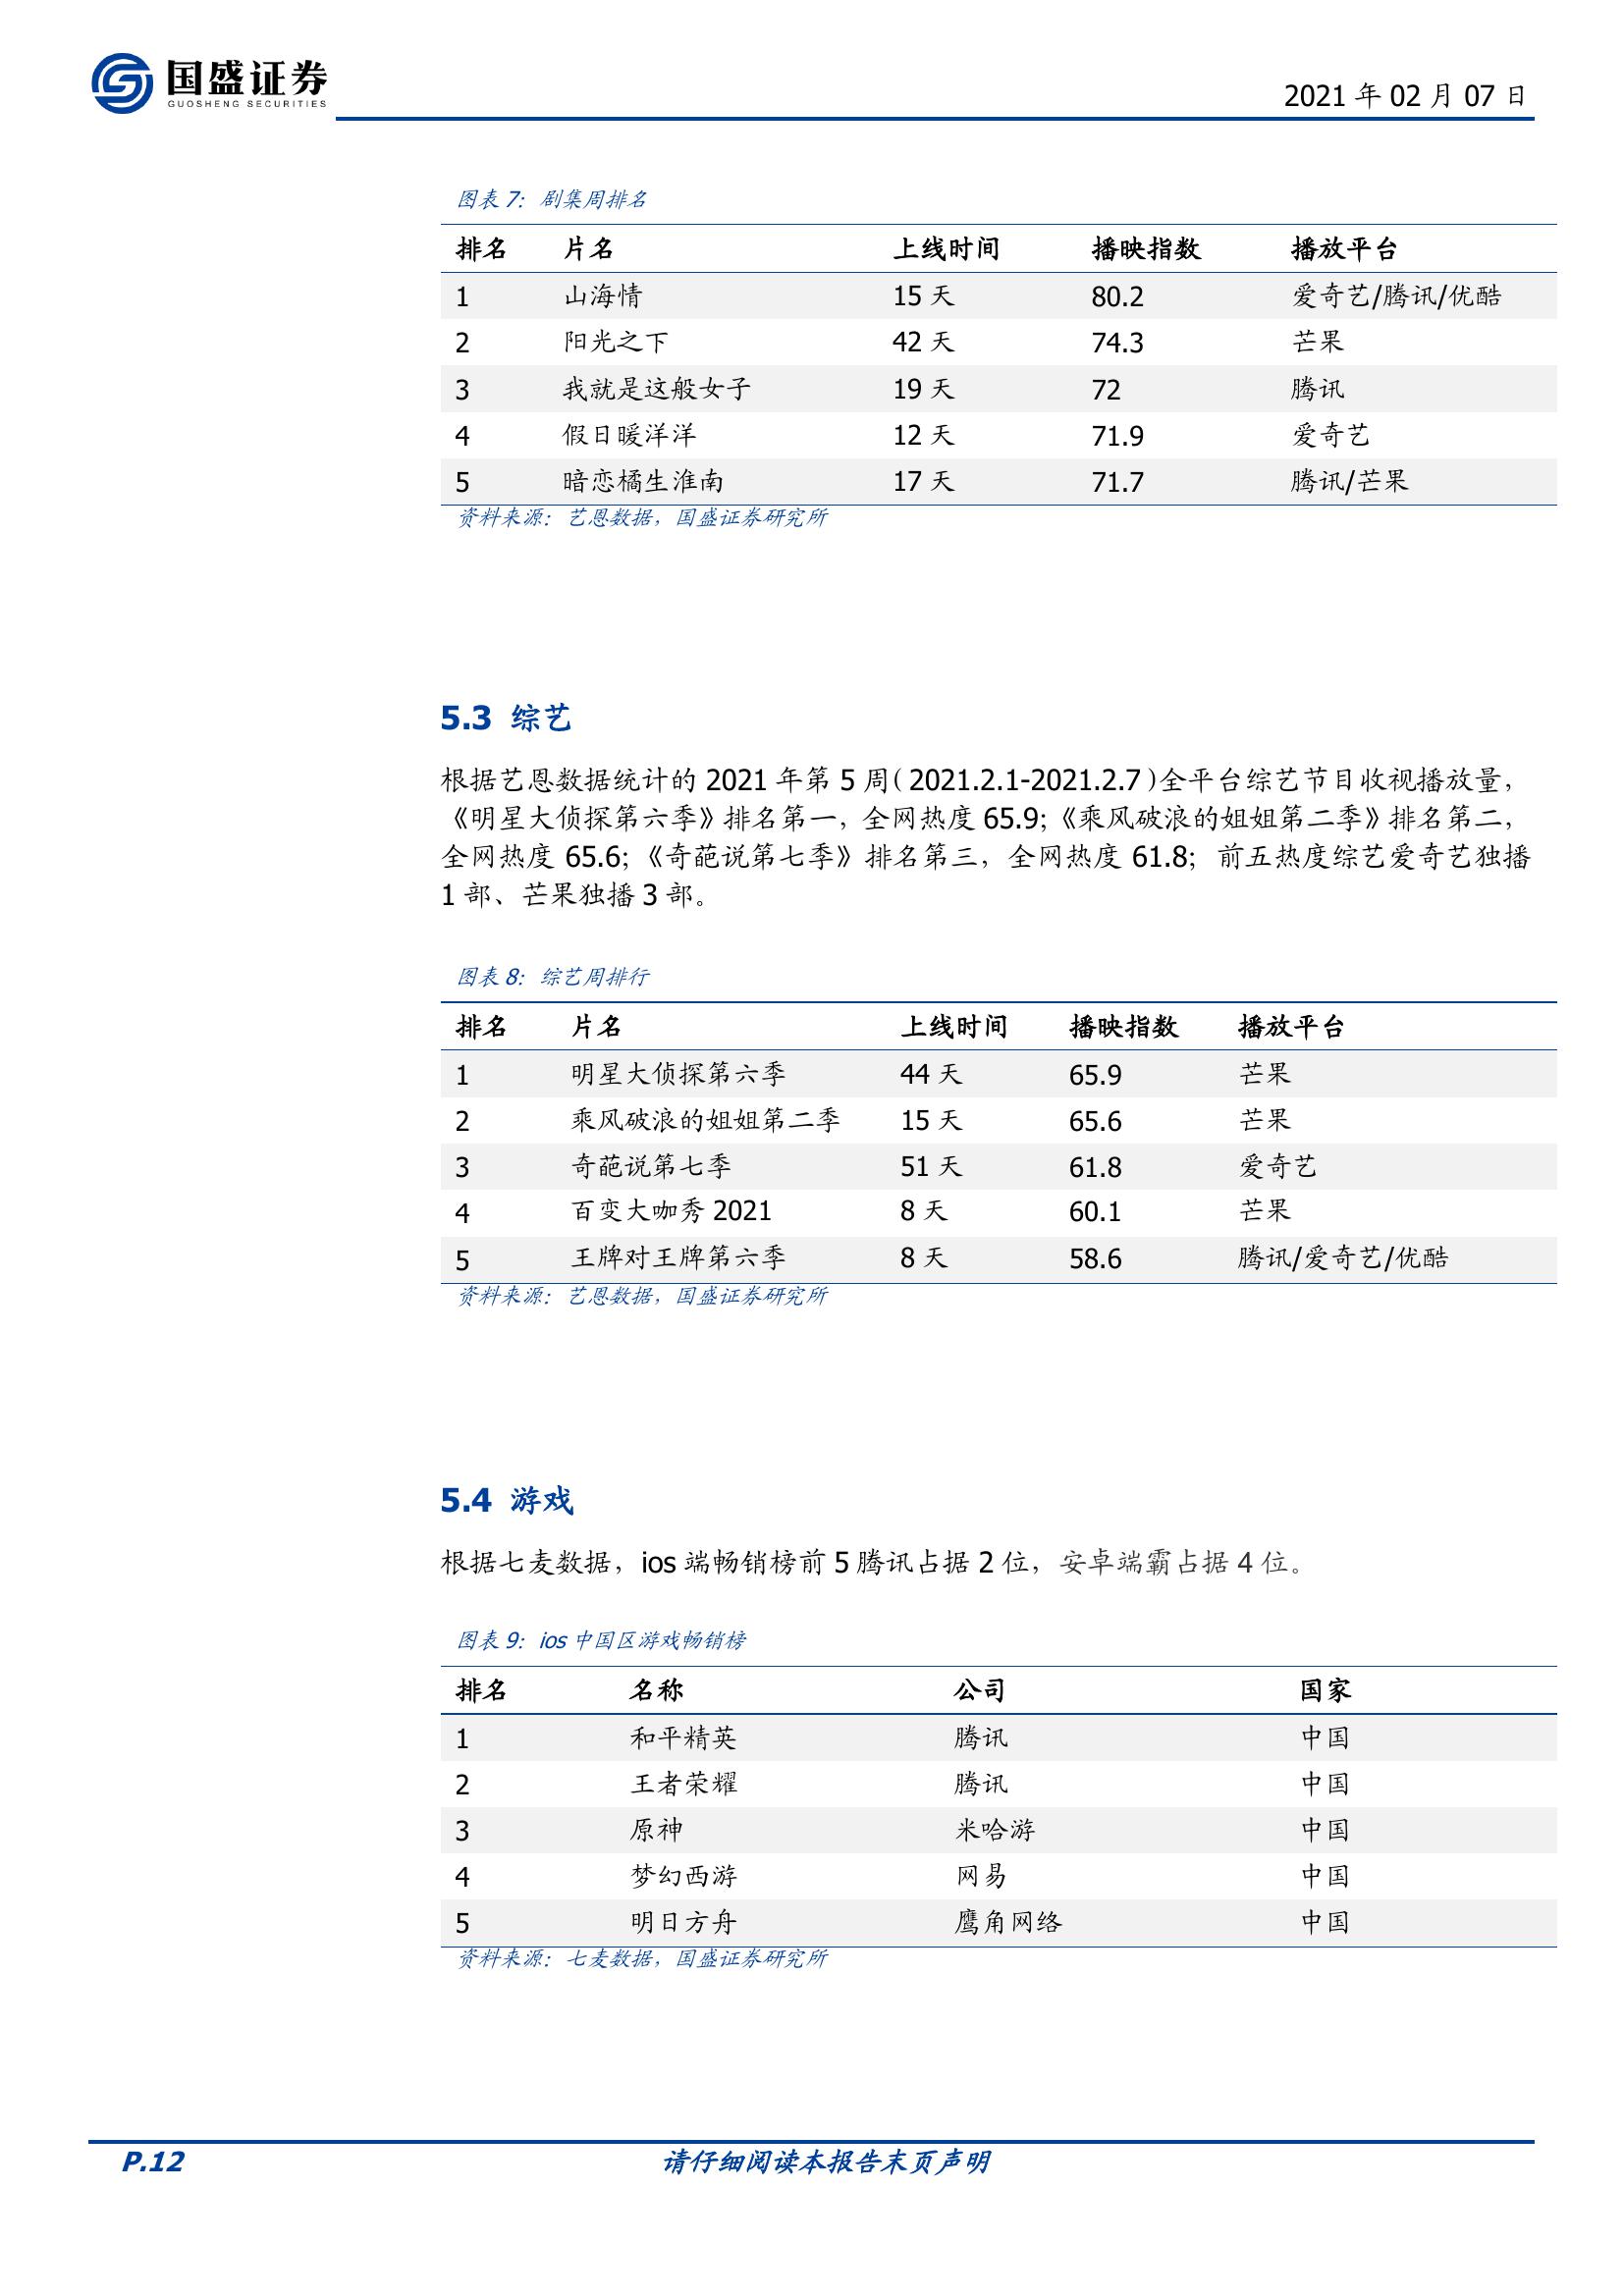 国盛证券
GUOSHENG SECURITIES
2021 年 02 月 07 日
图表 7：剧集周排名
排名 片名 上线时间 播映指数 播放平台
1 山海情 15 天 80.2 爱奇艺/腾讯/优酷
2 阳光之下 42 天 74.3 芒果
3 我就是这般女子 19 天 72 腾讯
4 假日暖洋洋 12 天 71.9 爱奇艺
5 暗恋橘生淮南 17 天 71.7 腾讯/芒果
资料来源：艺恩数据，国盛证券研究所
5.3 综艺
根据艺恩数据统计的 2021 年第 5 周（2021.2.1-2021.2.7）全平台综艺节目收视播放量，
《明星大侦探第六季》排名第一，全网热度 65.9；《乘风破浪的姐姐第二季》排名第二，
全网热度 65.6；《奇葩说第七季》排名第三，全网热度 61.8；前五热度综艺爱奇艺独播
1 部、芒果独播 3 部。
图表 8：综艺周排行
排名 片名 上线时间 播映指数 播放平台
1 明星大侦探第六季 44 天 65.9 芒果
2 乘风破浪的姐姐第二季 15 天 65.6 芒果
3 奇葩说第七季 51 天 61.8 爱奇艺
4 百变大咖秀 2021 8 天 60.1 芒果
5 王牌对王牌第六季 8 天 58.6 腾讯/爱奇艺/优酷
资料来源：艺恩数据，国盛证券研究所
5.4 游戏
根据七麦数据，ios 端畅销榜前 5 腾讯占据 2 位，安卓端霸占据 4 位。
图表 9：ios 中国区游戏畅销榜
排名 名称 公司 国家
1 和平精英 腾讯 中国
2 王者荣耀 腾讯 中国
3 原神 米哈游 中国
4 梦幻西游 网易 中国
5 明日方舟 鹰角网络 中国
资料来源：七麦数据，国盛证券研究所
P.12 请仔细阅读本报告末页声明